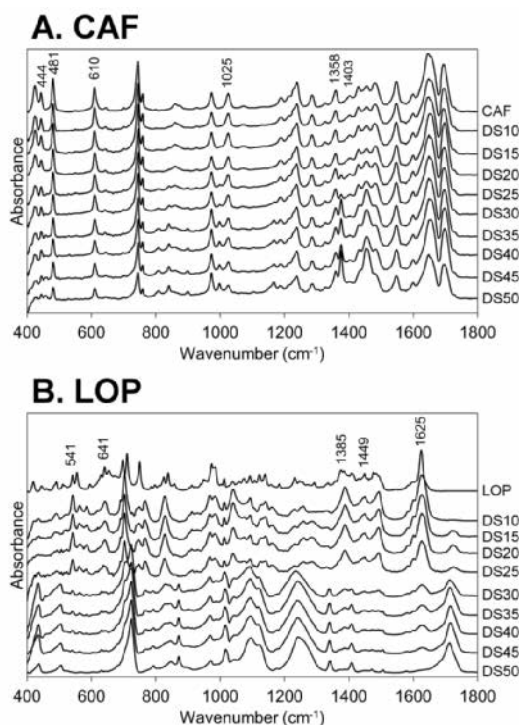 A. CAF
444
481
610
1025
1358
1403
CAF
DS10
DS15
DS20
DS25
DS30
DS35
DS40
DS45
DS50
Absorbance
400 600 800 1000 1200 1400 1600 1800
Wavenumber (cm-1)
B. LOP
541
641
1385
1449
1625
LOP
DS10
DS15
DS20
DS25
DS30
DS35
DS40
DS45
DS50
Absorbance
400 600 800 1000 1200 1400 1600 1800
Wavenumber (cm-1)